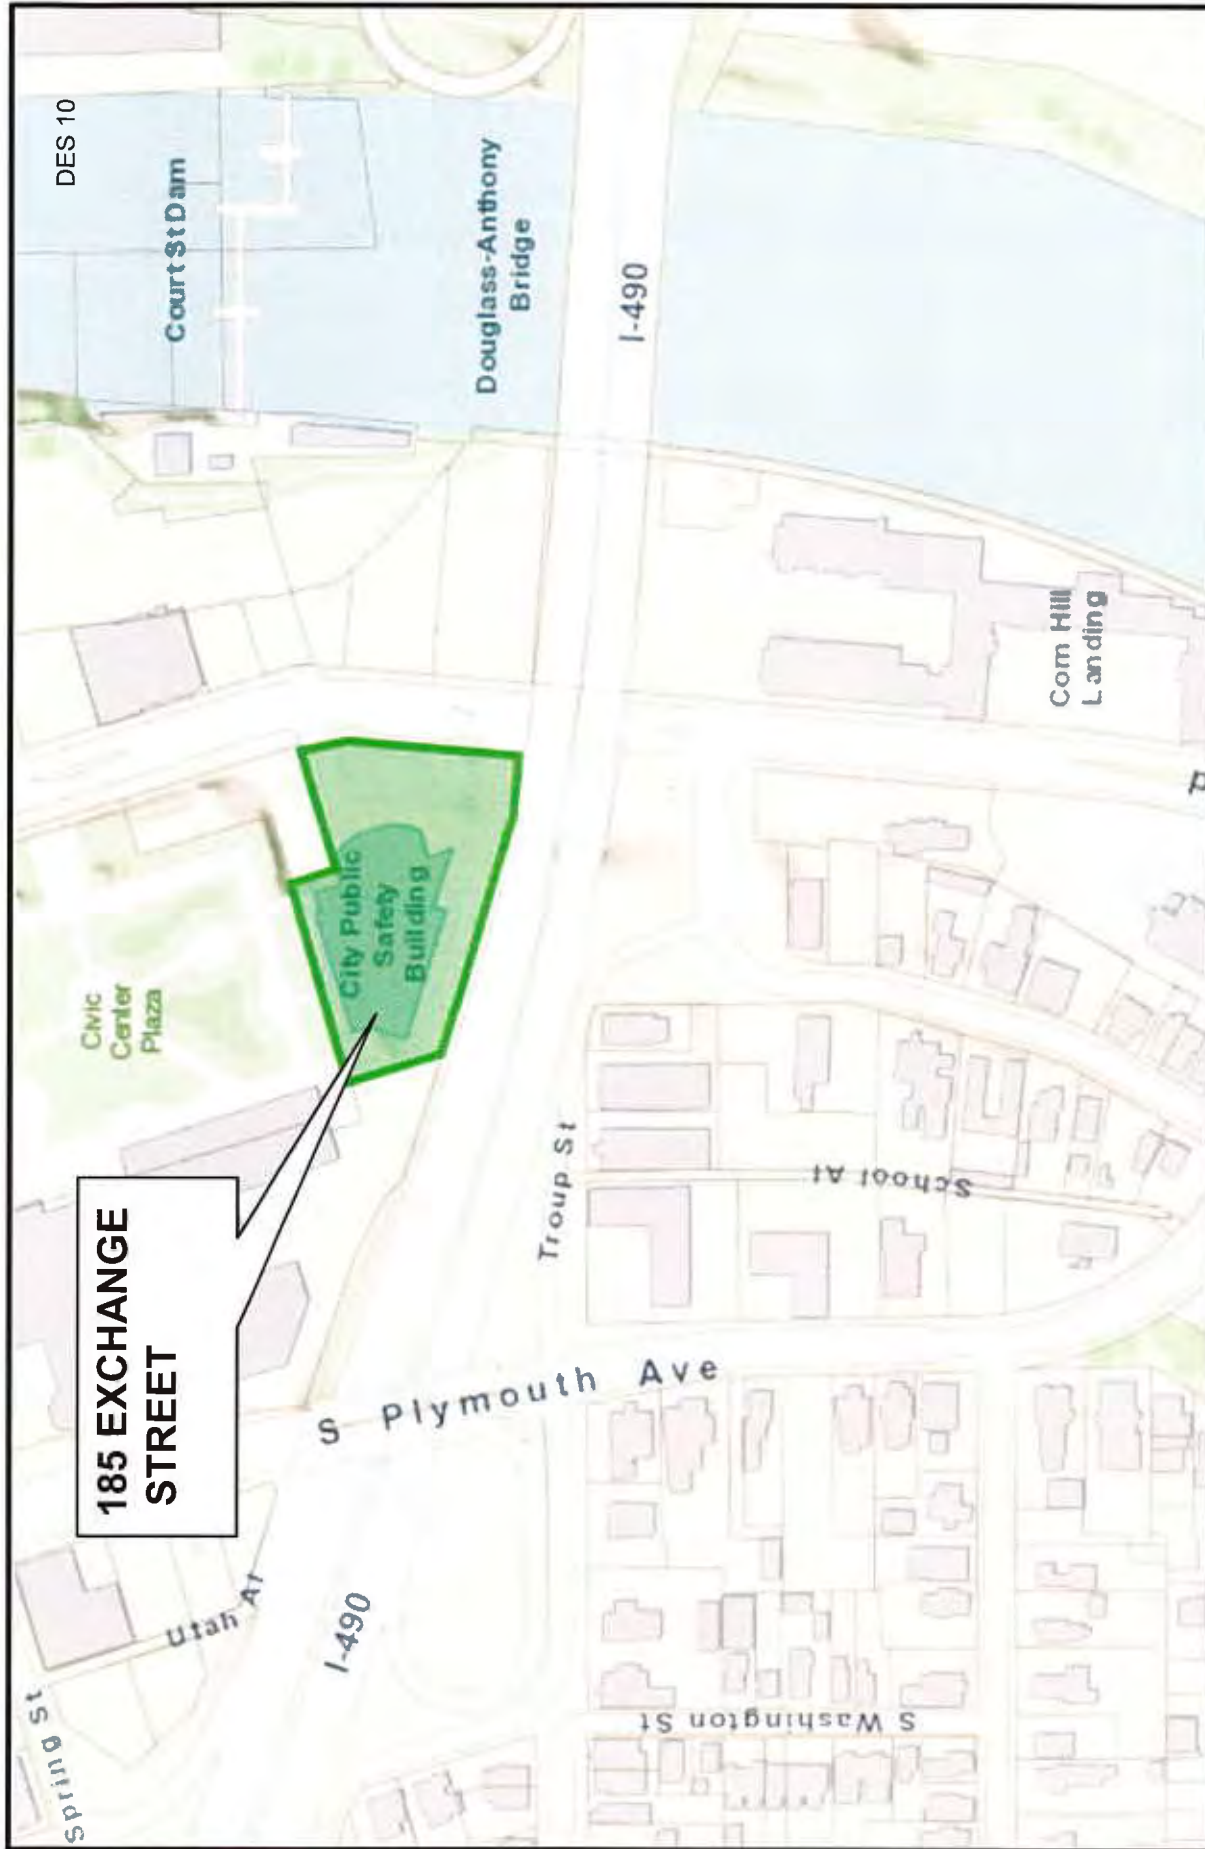 DES 10
Court St Dam
Douglass-Anthony
Bridge
I-490
Civic
Center
Plaza
City Public
Safety
Building
185 EXCHANGE
STREET
Corn Hill
Landing
Troup St
School Al
S Plymouth Ave
Utah Al
I-490
Spring St
S Washington St